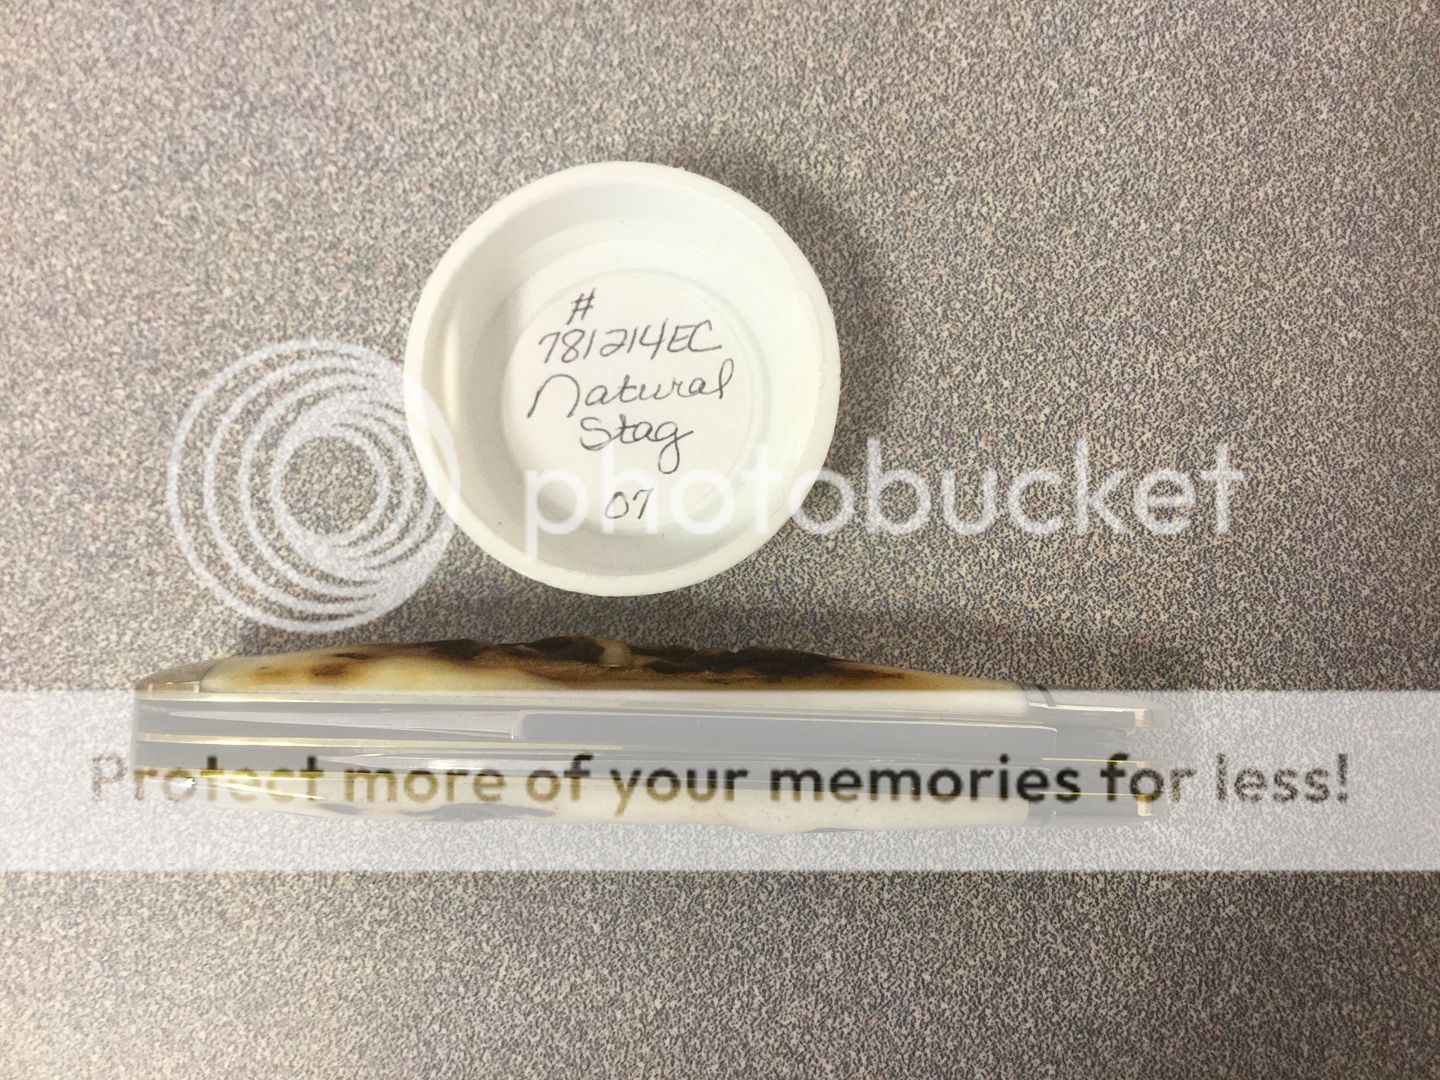 #
781214EC
Natural
Stag
07
photobucket
Protect more of your memories for less!